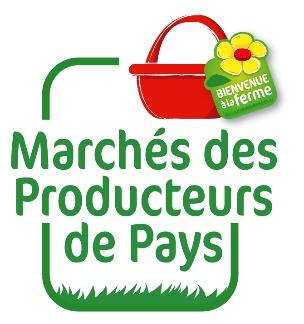 BIENVENUE
à la ferme
Marchés des
Producteurs
de Pays